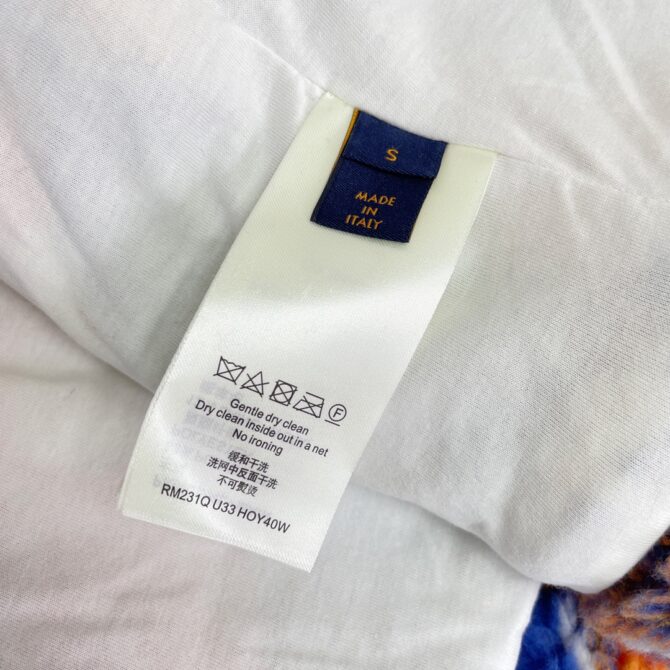 S
MADE
IN
ITALY
F
Gentle dry clean
Dry clean inside out in a net
No ironing
缓和干洗
洗网中反面干洗
不可熨烫
RM231Q U33 HOY40W